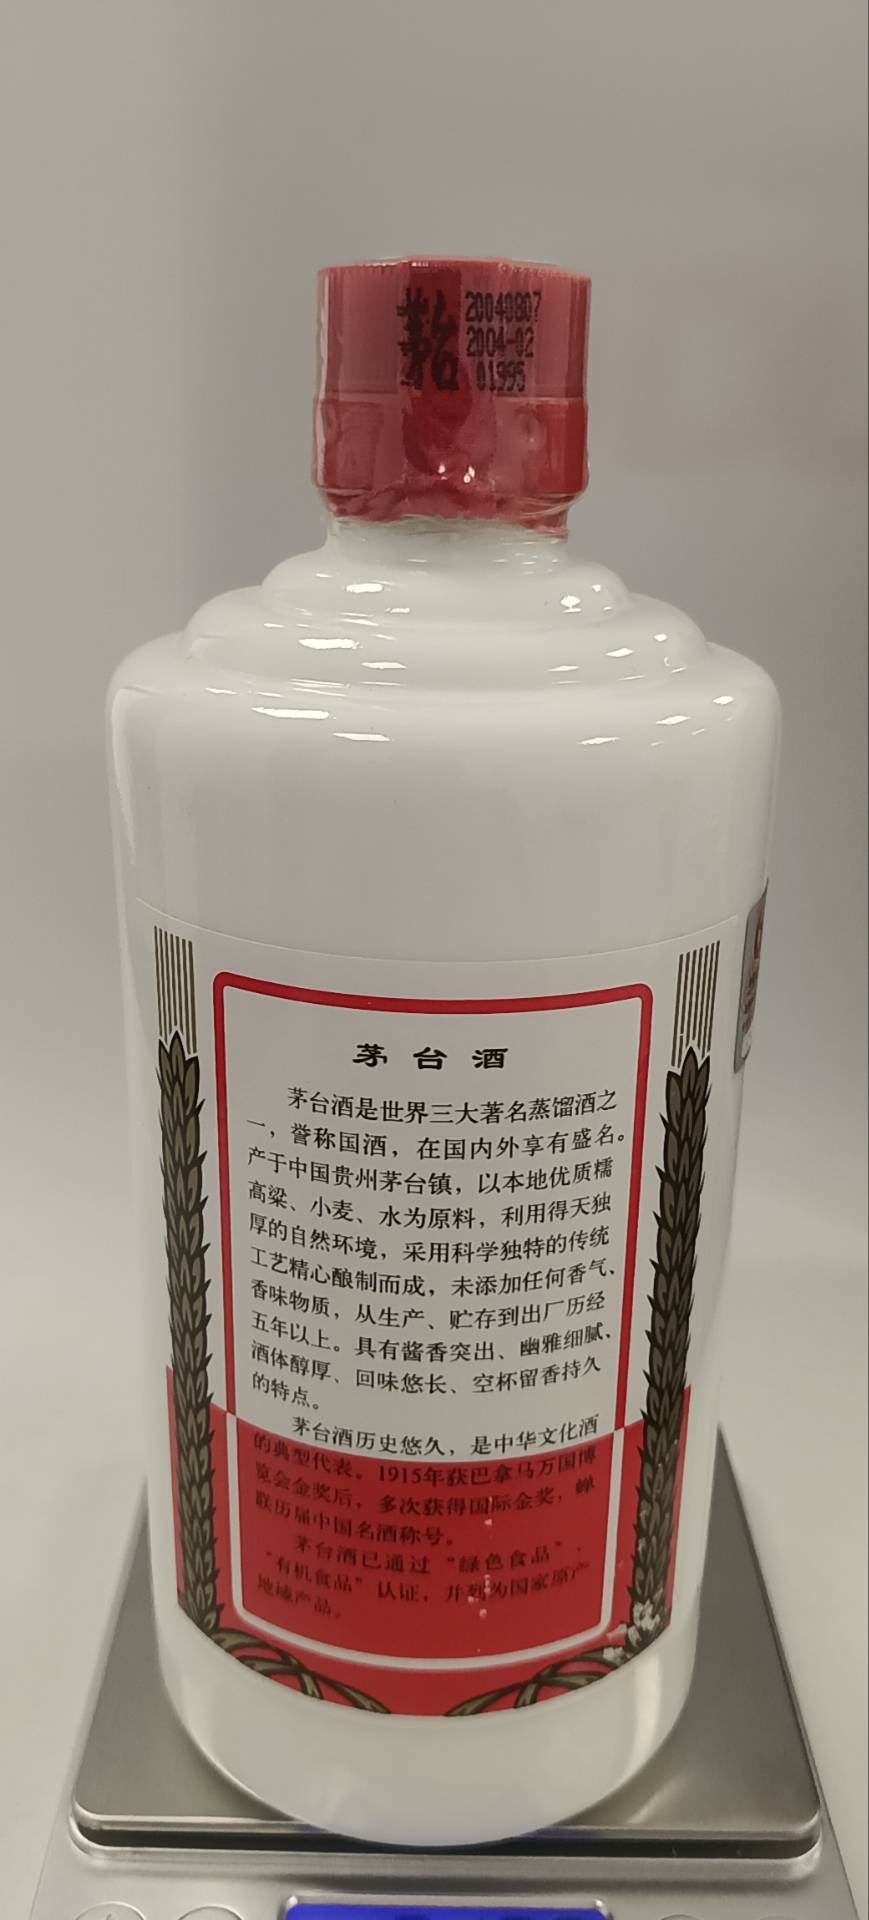 茅台
20040807
2004-02
01995
茅台酒
茅台酒是世界三大著名蒸馏酒之
一，誉称国酒，在国内外享有盛名。
产于中国贵州茅台镇，以本地优质糯
高粱、小麦、水为原料，利用得天独
厚的自然环境，采用科学独特的传统
工艺精心酿制而成，未添加任何香气、
香味物质，从生产、贮存到出厂历经
五年以上。具有酱香突出、幽雅细腻、
酒体醇厚、回味悠长、空杯留香持久
的特点。
茅台酒历史悠久，是中华文化酒
的典型代表。1915年获巴拿马万国博
览会金奖后，多次获得国际金奖，蝉
联历届中国名酒称号。
茅台酒已通过“绿色食品”、
“有机食品”认证，并列为国家原产
地域产品。